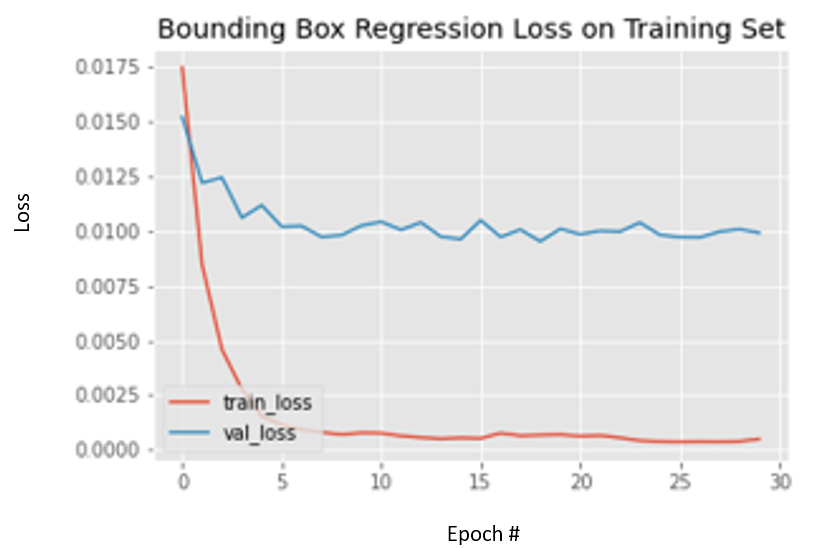 Bounding Box Regression Loss on Training Set
0.0175
0.0150
0.0125
0.0100
0.0075
0.0050
0.0025
0.0000
Loss
train_loss
val_loss
0 5 10 15 20 25 30
Epoch #